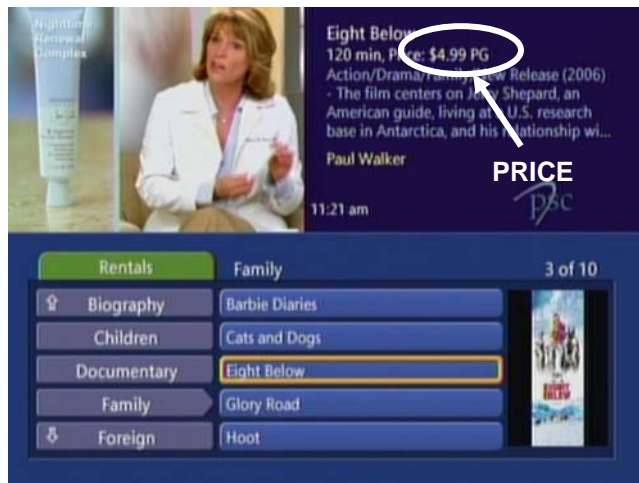 Nighttime
Renewal
Complex
Eight Below
120 min, Price: $4.99 PG
Action/Drama/Family, New Release (2006)
- The film centers on Jerry Shepard, an
American guide, living at a U.S. research
base in Antarctica, and his relationship wi...
Paul Walker
PRICE
11:21 am
psc
Rentals
Family
3 of 10
Biography
Barbie Diaries
Children
Cats and Dogs
Documentary
Eight Below
Family
Glory Road
Foreign
Hoot
EIGHT
BELOW